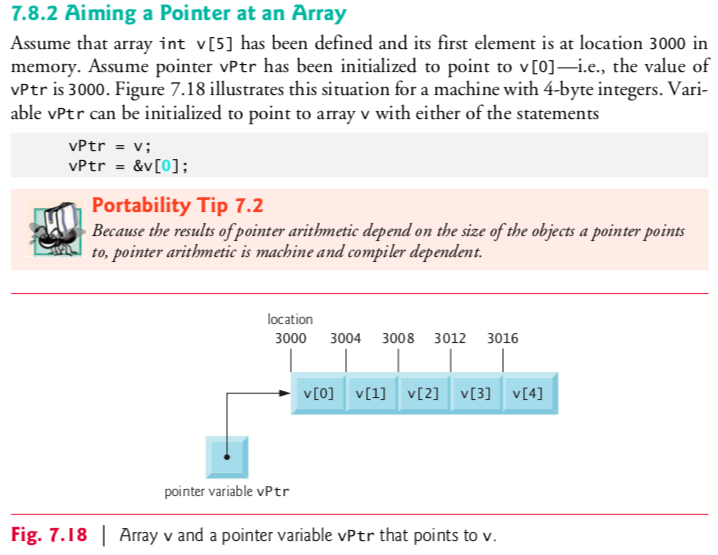 7.8.2 Aiming a Pointer at an Array
Assume that array int v[5] has been defined and its first element is at location 3000 in
memory. Assume pointer vPtr has been initialized to point to v[0]—i.e., the value of
vPtr is 3000. Figure 7.18 illustrates this situation for a machine with 4-byte integers. Vari-
able vPtr can be initialized to point to array v with either of the statements
vPtr = v;
vPtr = &v[0];
Portability Tip 7.2
Because the results of pointer arithmetic depend on the size of the objects a pointer points
to, pointer arithmetic is machine and compiler dependent.
location
3000 3004 3008 3012 3016
v[0] v[1] v[2] v[3] v[4]
pointer variable vPtr
Fig. 7.18 | Array v and a pointer variable vPtr that points to v.